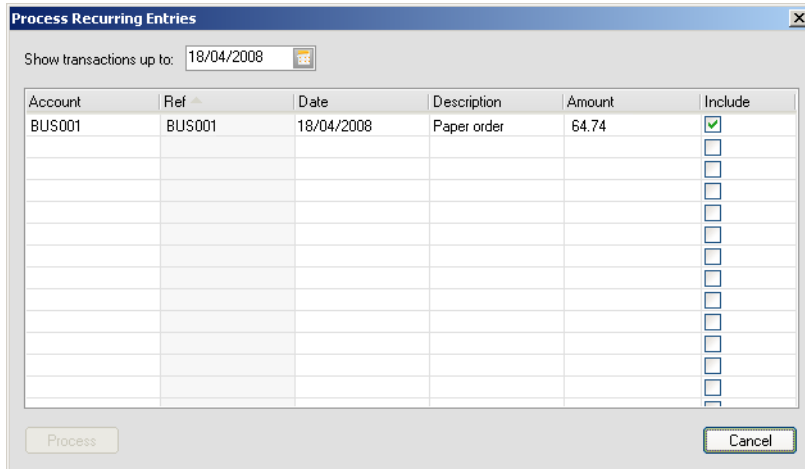 Process Recurring Entries
Show transactions up to: 18/04/2008
Account Ref Date Description Amount Include
BUS001 BUS001 18/04/2008 Paper order 64.74
Process Cancel